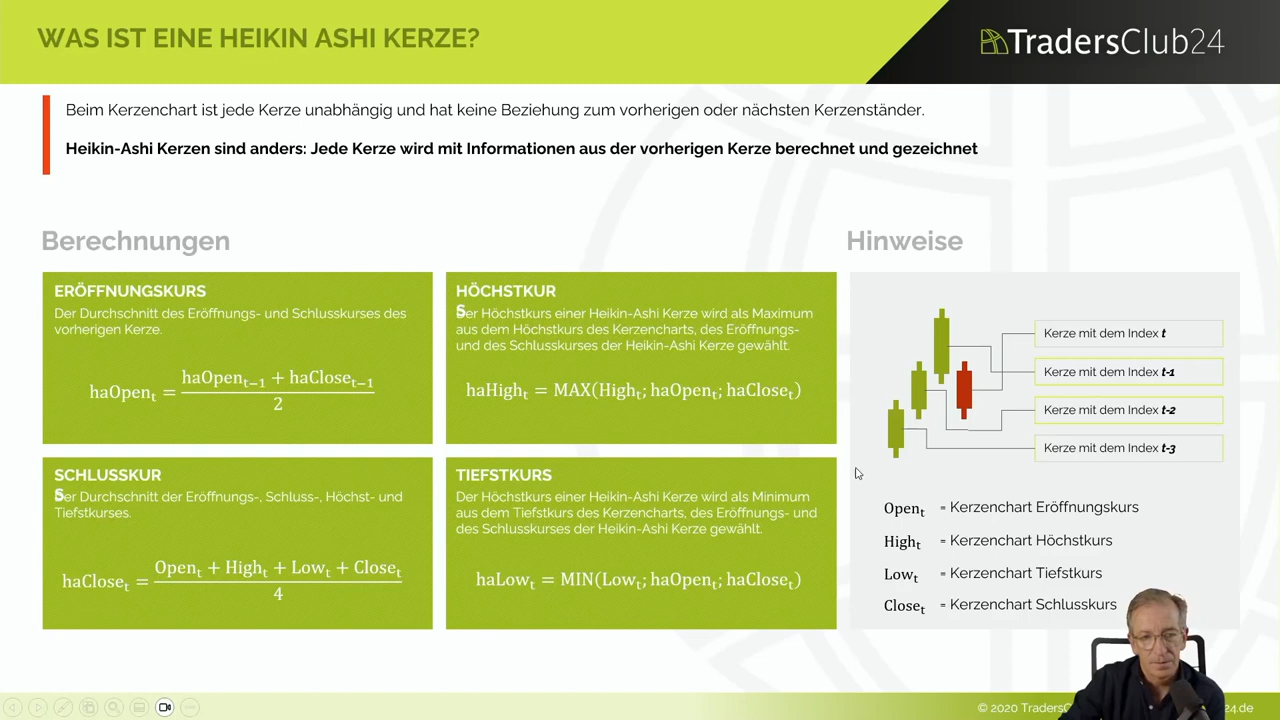 WAS IST EINE HEIKIN ASHI KERZE?
TradersClub24
Beim Kerzenchart ist jede Kerze unabhängig und hat keine Beziehung zum vorherigen oder nächsten Kerzenständer.
Heikin-Ashi Kerzen sind anders: Jede Kerze wird mit Informationen aus der vorherigen Kerze berechnet und gezeichnet
Berechnungen
ERÖFFNUNGSKURS
Der Durchschnitt des Eröffnungs- und Schlusskurses des
vorherigen Kerze.
haOpen_t = (haOpen_t−1 + haClose_t−1) / 2
HÖCHSTKUR
S
Der Höchstkurs einer Heikin-Ashi Kerze wird als Maximum
aus dem Höchstkurs des Kerzencharts, des Eröffnungs-
und des Schlusskurses der Heikin-Ashi Kerze gewählt.
haHigh_t = MAX(High_t; haOpen_t; haClose_t)
SCHLUSSKUR
S
Der Durchschnitt der Eröffnungs-, Schluss-, Höchst- und
Tiefstkurses.
haClose_t = (Open_t + High_t + Low_t + Close_t) / 4
TIEFSTKURS
Der Höchstkurs einer Heikin-Ashi Kerze wird als Minimum
aus dem Tiefstkurs des Kerzencharts, des Eröffnungs- und
des Schlusskurses der Heikin-Ashi Kerze gewählt.
haLow_t = MIN(Low_t; haOpen_t; haClose_t)
Hinweise
Kerze mit dem Index t
Kerze mit dem Index t-1
Kerze mit dem Index t-2
Kerze mit dem Index t-3
Open_t = Kerzenchart Eröffnungskurs
High_t = Kerzenchart Höchstkurs
Low_t = Kerzenchart Tiefstkurs
Close_t = Kerzenchart Schlusskurs
© 2020 TradersC 24.de